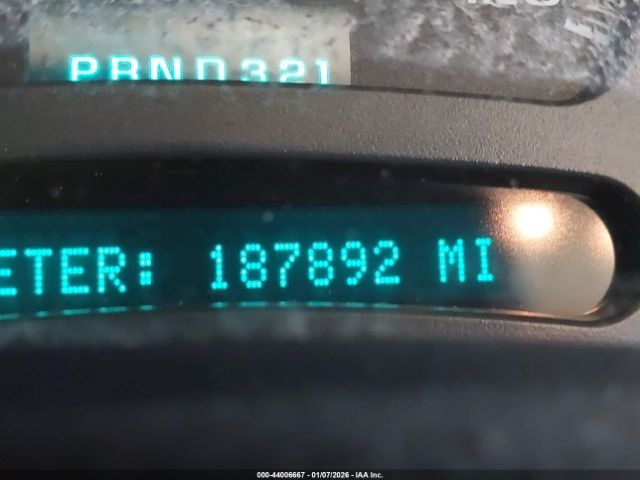 PRND321
ETER: 187892 MI
000-44006667 - 01/07/2026 - IAA Inc.